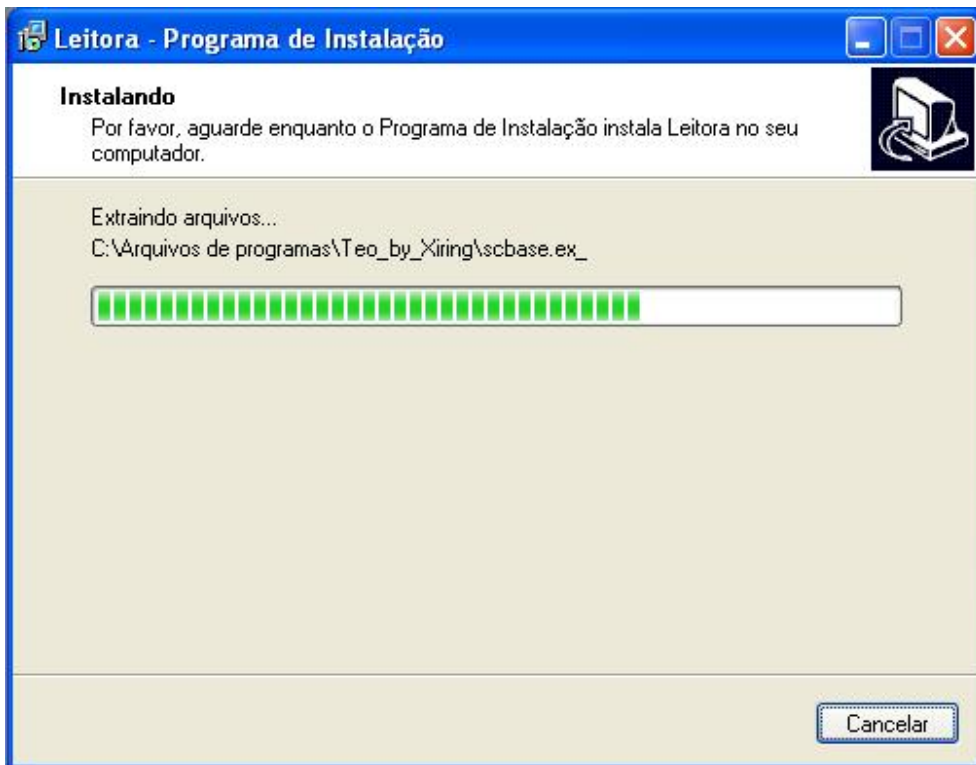 Leitora - Programa de Instalação
Instalando
Por favor, aguarde enquanto o Programa de Instalação instala Leitora no seu
computador.
Extraindo arquivos...
C:\Arquivos de programas\Teo_by_Xiring\scbase.ex_
Cancelar